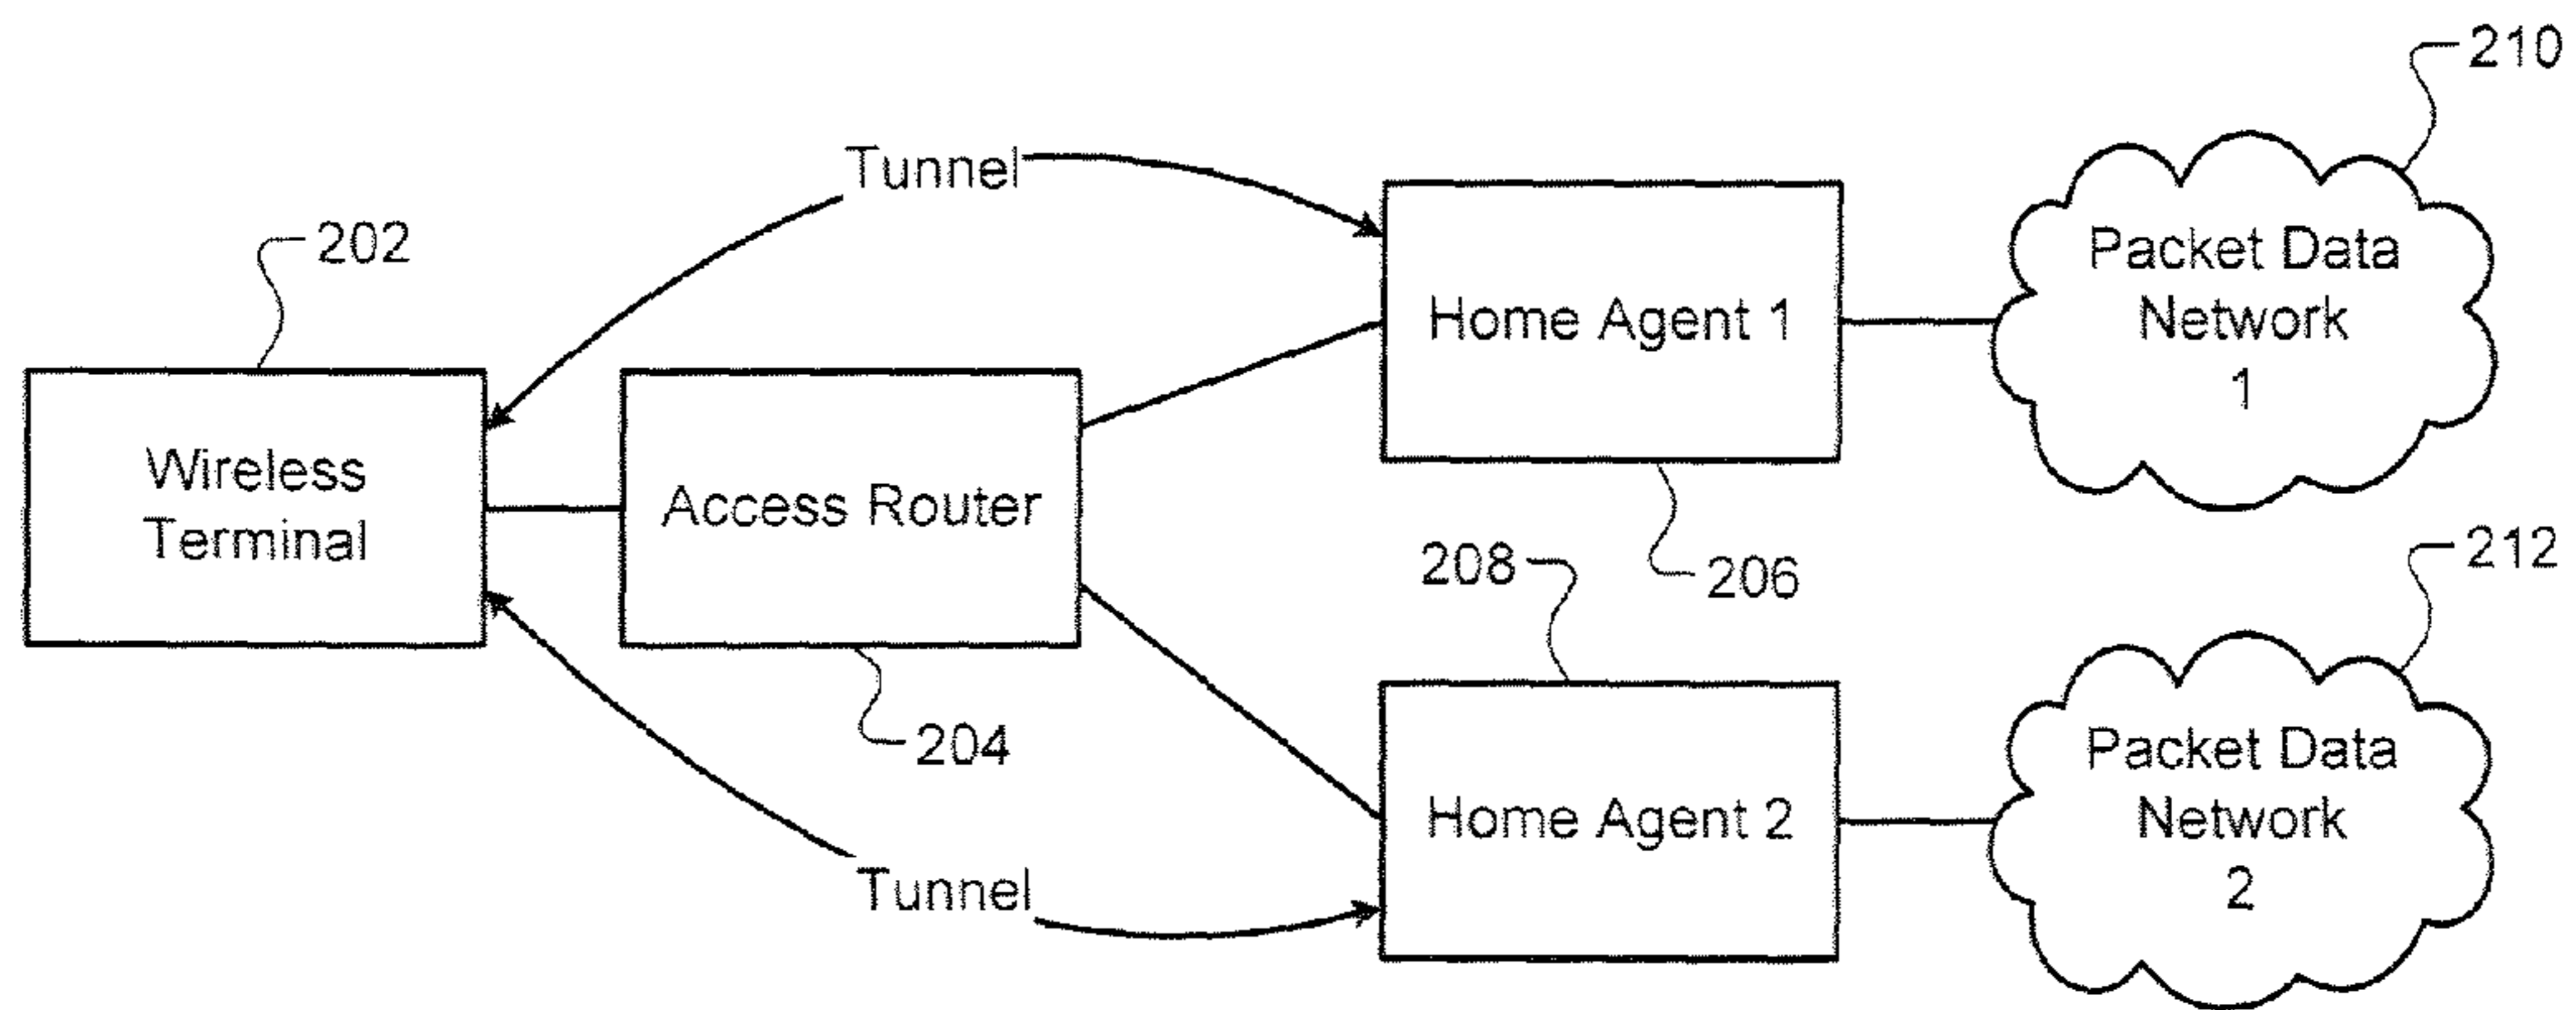 210
Tunnel
202
Packet Data
Network
1
Home Agent 1
Wireless
Terminal
Access Router
206
208
212
204
Packet Data
Network
2
Home Agent 2
Tunnel